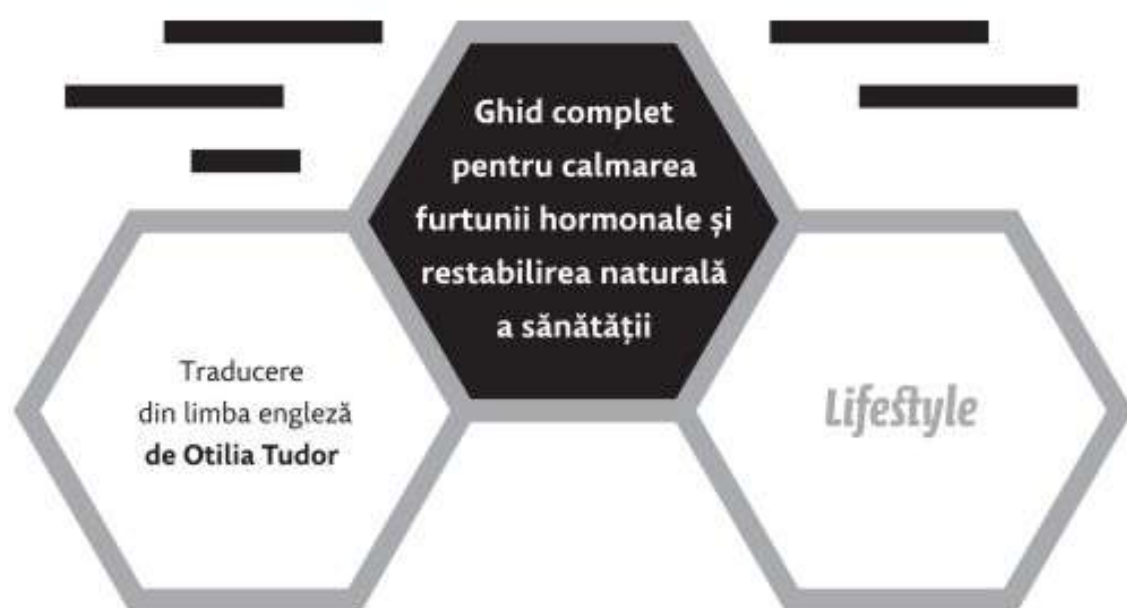 Ghid complet
pentru calmarea
furtunii hormonale și
restabilirea naturală
a sănătății
Traducere
din limba engleză
de Otilia Tudor
Lifestyle